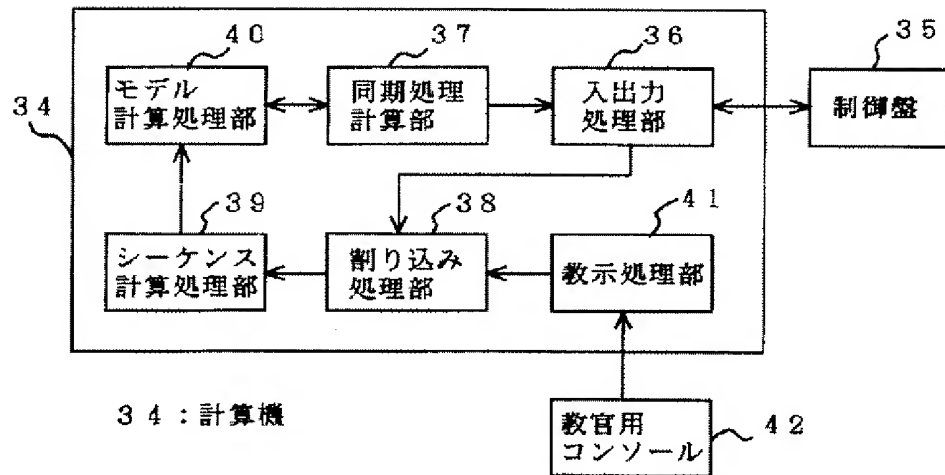 40
37
36
35
モデル
計算処理部
同期処理
計算部
入出力
処理部
制御盤
34
39
38
41
シーケンス
計算処理部
割り込み
処理部
教示処理部
34:計算機
教官用
コンソール
42